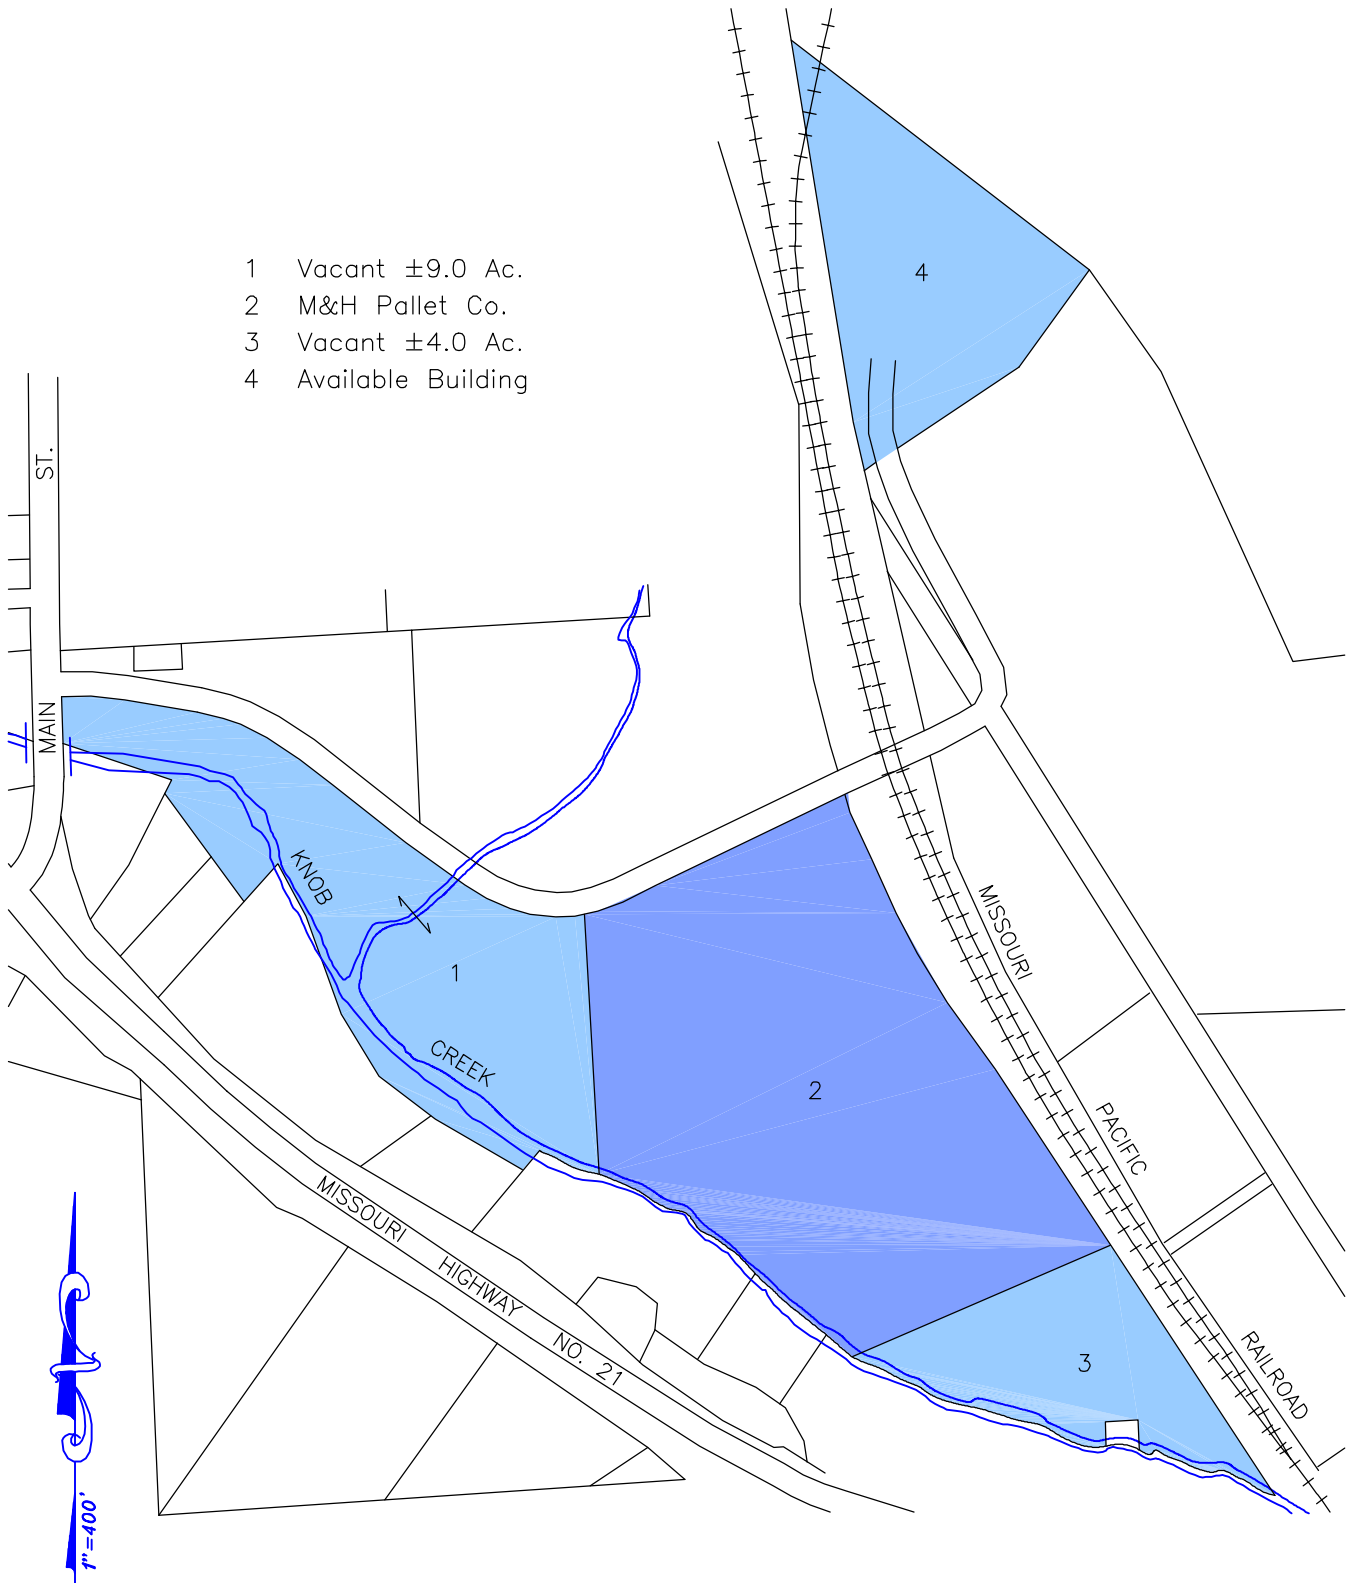 1 Vacant ±9.0 Ac.
2 M&H Pallet Co.
3 Vacant ±4.0 Ac.
4 Available Building
4
ST.
MAIN
KNOB
CREEK
1
2
3
MISSOURI
PACIFIC
RAILROAD
MISSOURI HIGHWAY NO. 21
1"=400'